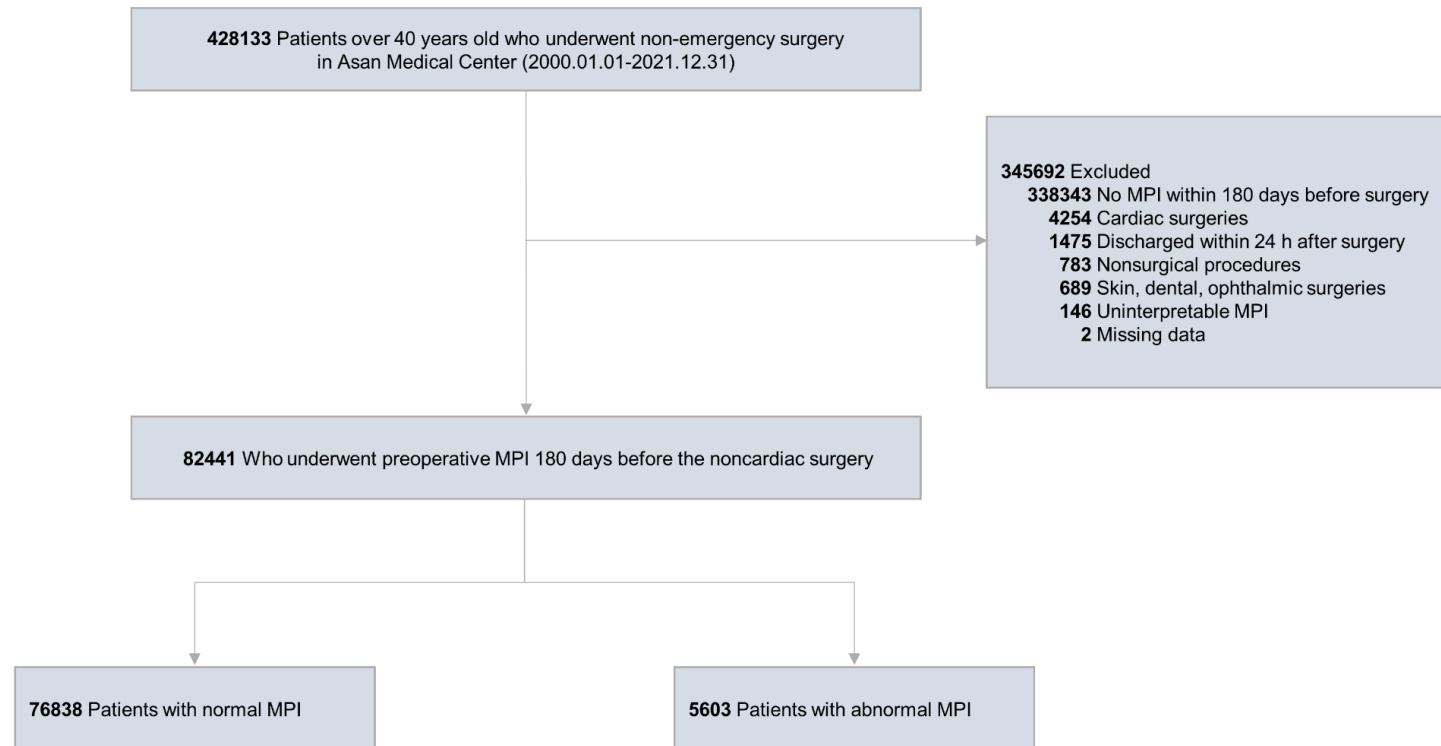 428133 Patients over 40 years old who underwent non-emergency surgery
in Asan Medical Center (2000.01.01-2021.12.31)
345692 Excluded
338343 No MPI within 180 days before surgery
4254 Cardiac surgeries
1475 Discharged within 24 h after surgery
783 Nonsurgical procedures
689 Skin, dental, ophthalmic surgeries
146 Uninterpretable MPI
2 Missing data
82441 Who underwent preoperative MPI 180 days before the noncardiac surgery
76838 Patients with normal MPI
5603 Patients with abnormal MPI